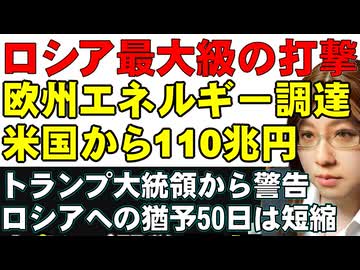 ロシア最大級の打撃
欧州エネルギー調達
米国から110兆円
トランプ大統領から警告
ロシアへの猶予50日は短縮